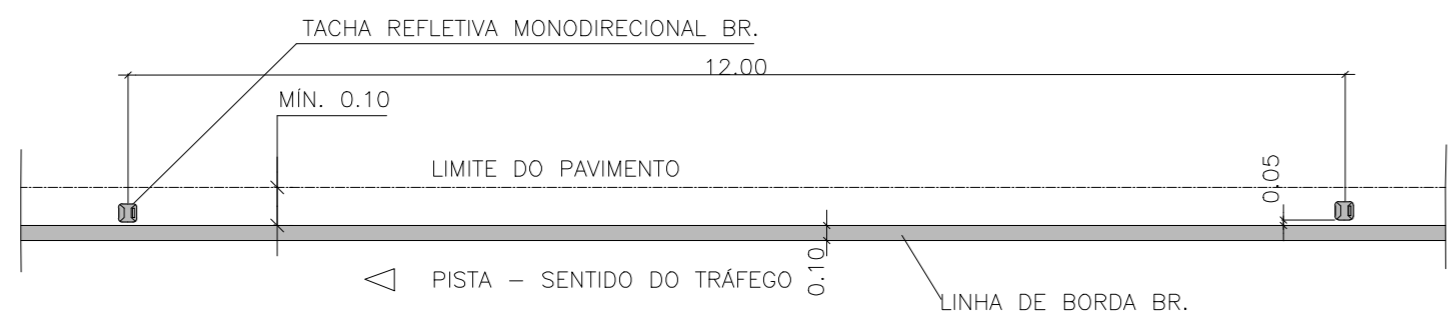 TACHA REFLETIVA MONODIRECIONAL BR.
12.00
MÍN. 0.10
LIMITE DO PAVIMENTO
0.05
PISTA – SENTIDO DO TRÁFEGO
0.10
LINHA DE BORDA BR.